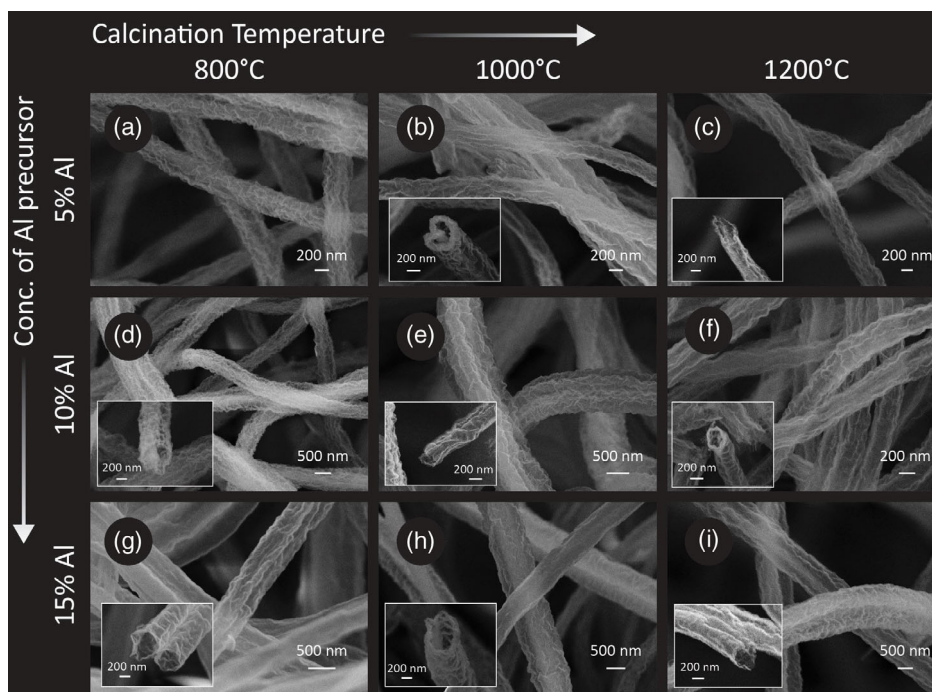 Calcination Temperature
800°C
1000°C
1200°C
Conc. of Al precursor
5% Al
(a)
200 nm
(b)
200 nm
200 nm
(c)
200 nm
200 nm
10% Al
(d)
200 nm
500 nm
(e)
200 nm
500 nm
(f)
200 nm
200 nm
15% Al
(g)
200 nm
500 nm
(h)
200 nm
500 nm
(i)
200 nm
500 nm